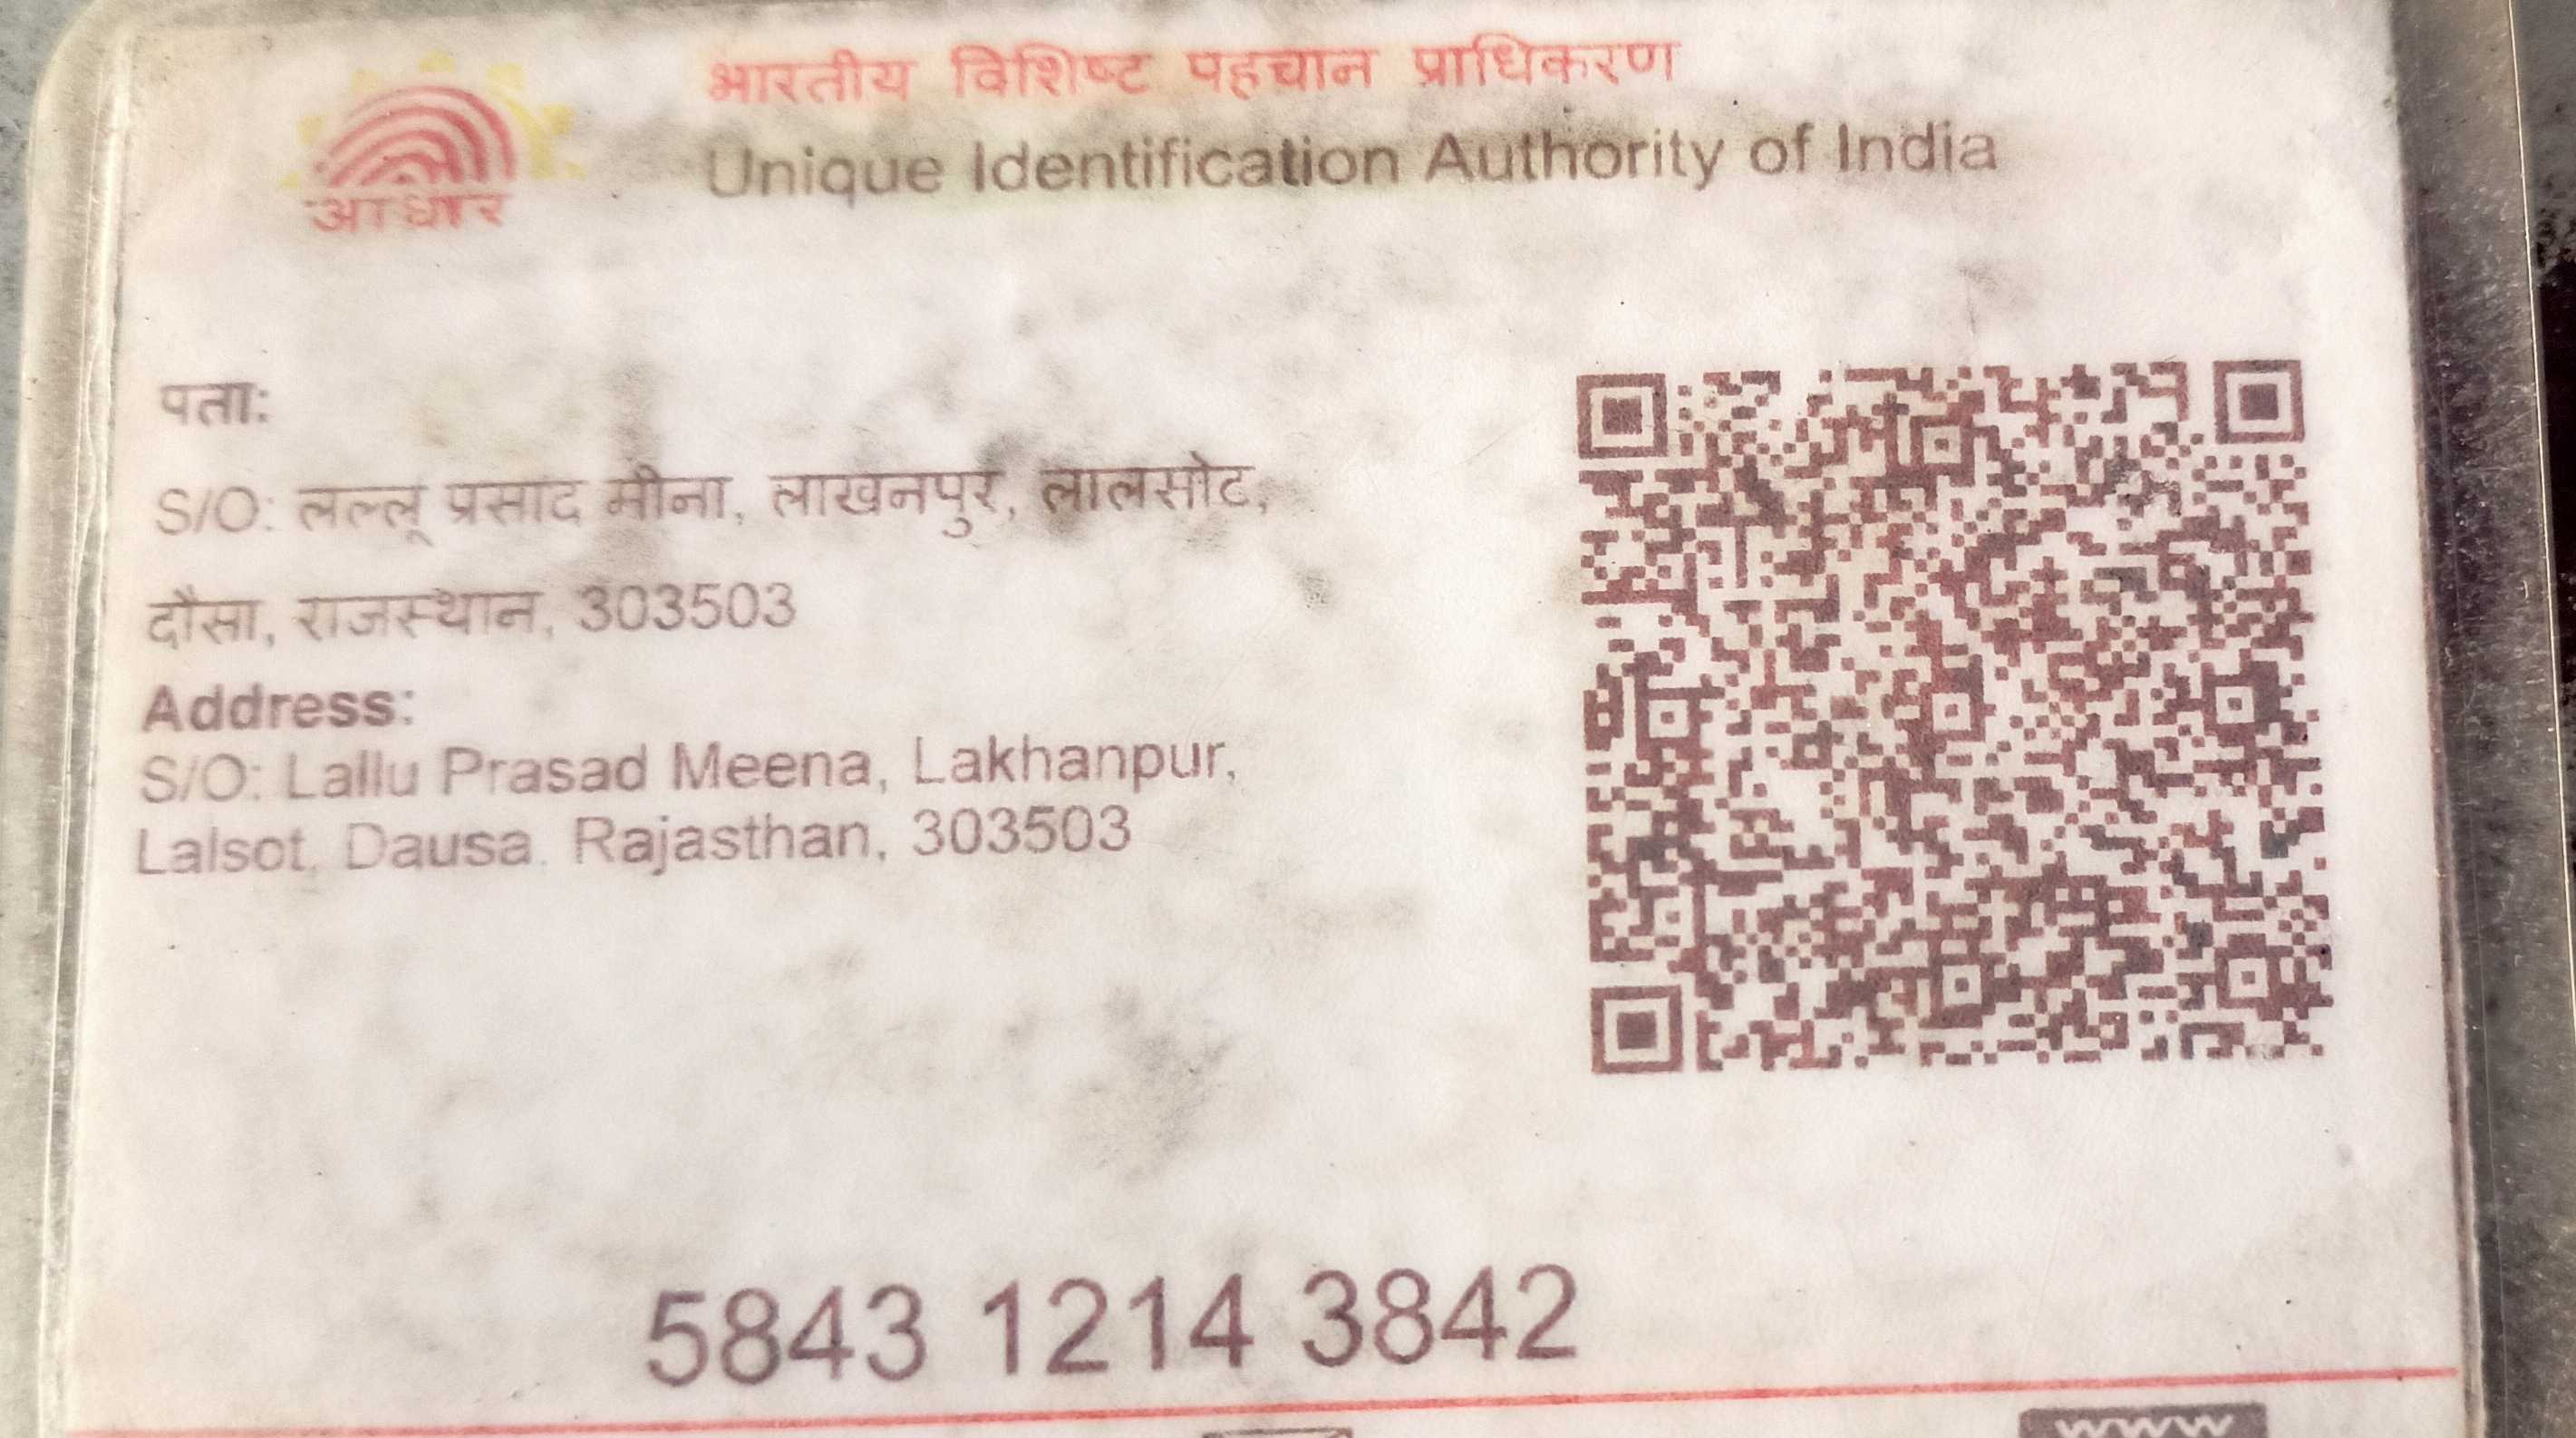 भारतीय विशिष्ट पहचान प्राधिकरण
Unique Identification Authority of India
आधार
पता:
S/O: लल्लू प्रसाद मीना, लाखनपुर, लालसोट,
दौसा, राजस्थान, 303503
Address:
S/O: Lallu Prasad Meena, Lakhanpur,
Lalsot, Dausa, Rajasthan, 303503
5843 1214 3842
www